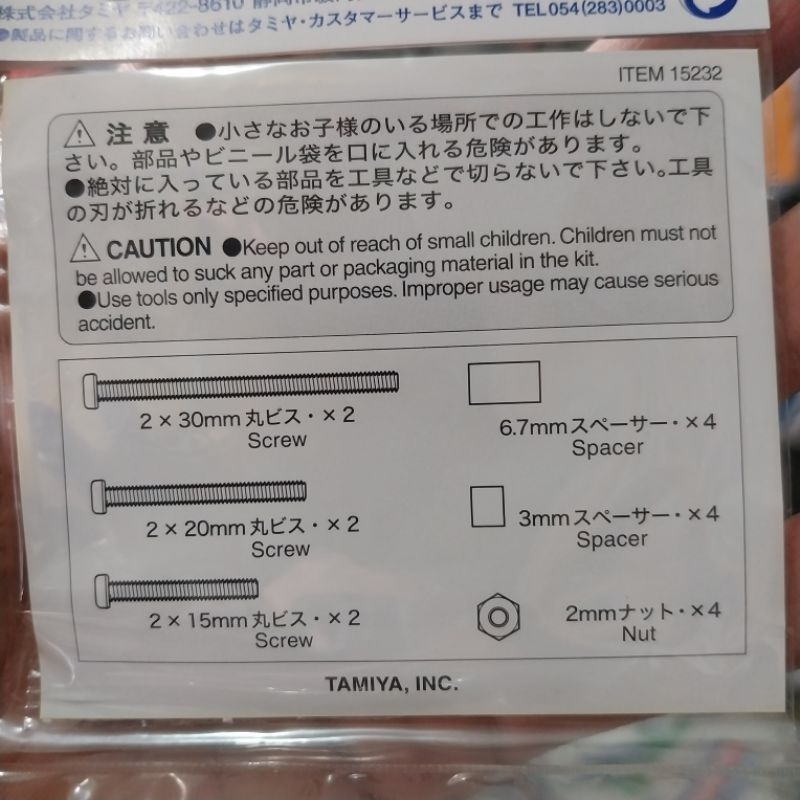 株式会社タミヤ 〒422-8610
●製品に関するお問い合わせはタミヤ・カスタマーサービスまで TEL 054(283)0003
ITEM 15232
注意 ●小さなお子様のいる場所での工作はしないで下
さい。部品やビニール袋を口に入れる危険があります。
●絶対に入っている部品を工具などで切らないで下さい。工具
の刃が折れるなどの危険があります。
CAUTION ●Keep out of reach of small children. Children must not
be allowed to suck any part or packaging material in the kit.
●Use tools only specified purposes. Improper usage may cause serious
accident.
2 × 30mm 丸ビス・× 2
Screw
6.7mm スペーサー・× 4
Spacer
2 × 20mm 丸ビス・× 2
Screw
3mm スペーサー・× 4
Spacer
2 × 15mm 丸ビス・× 2
Screw
2mm ナット・× 4
Nut
TAMIYA, INC.